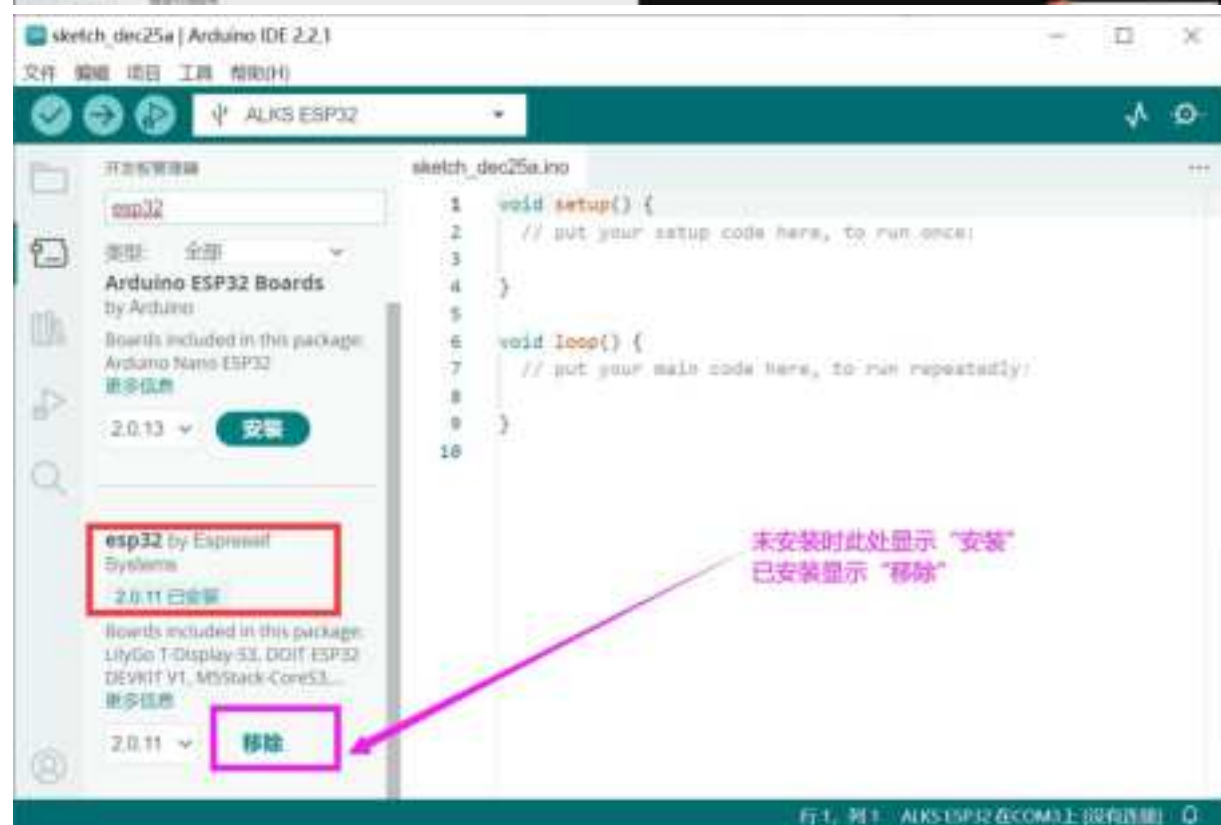 sketch_dec25a | Arduino IDE 2.2.1
文件 编辑 项目 工具 帮助(H)
ALKS ESP32
开发板管理器
esp32
类型: 全部
Arduino ESP32 Boards
by Arduino
Boards included in this package:
Arduino Nano ESP32
更多信息
2.0.13
安装
esp32 by Espressif
Systems
2.0.11 已安装
Boards included in this package:
LilyGo T-Display-S3, DOIT ESP32
DEVKIT V1, M5Stack-CoreS3...
更多信息
2.0.11
移除
sketch_dec25a.ino
...
1 void setup() {
2 // put your setup code here, to run once:
3
4 }
5
6 void loop() {
7 // put your main code here, to run repeatedly:
8
9 }
10
未安装时此处显示“安装”
已安装显示“移除”
行 1, 列 1 ALKS ESP32 在COM3上 [没有连接]